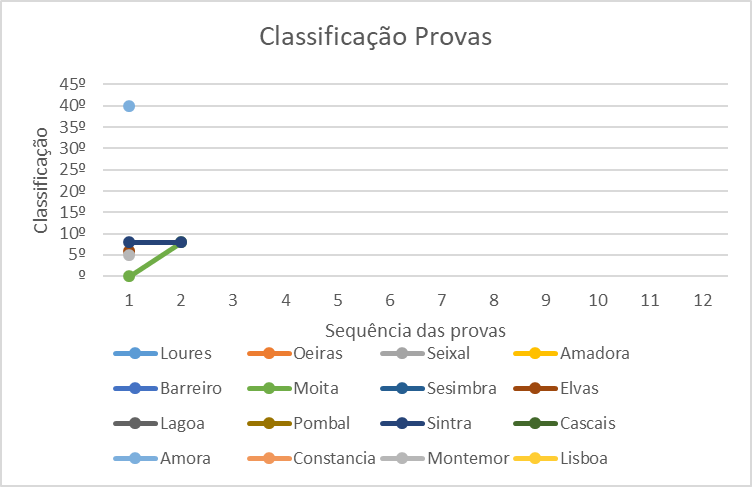 Classificação Provas
Classificação
45º
40º
35º
30º
25º
20º
15º
10º
5º
º
1 2 3 4 5 6 7 8 9 10 11 12
Sequência das provas
Loures Oeiras Seixal Amadora
Barreiro Moita Sesimbra Elvas
Lagoa Pombal Sintra Cascais
Amora Constancia Montemor Lisboa